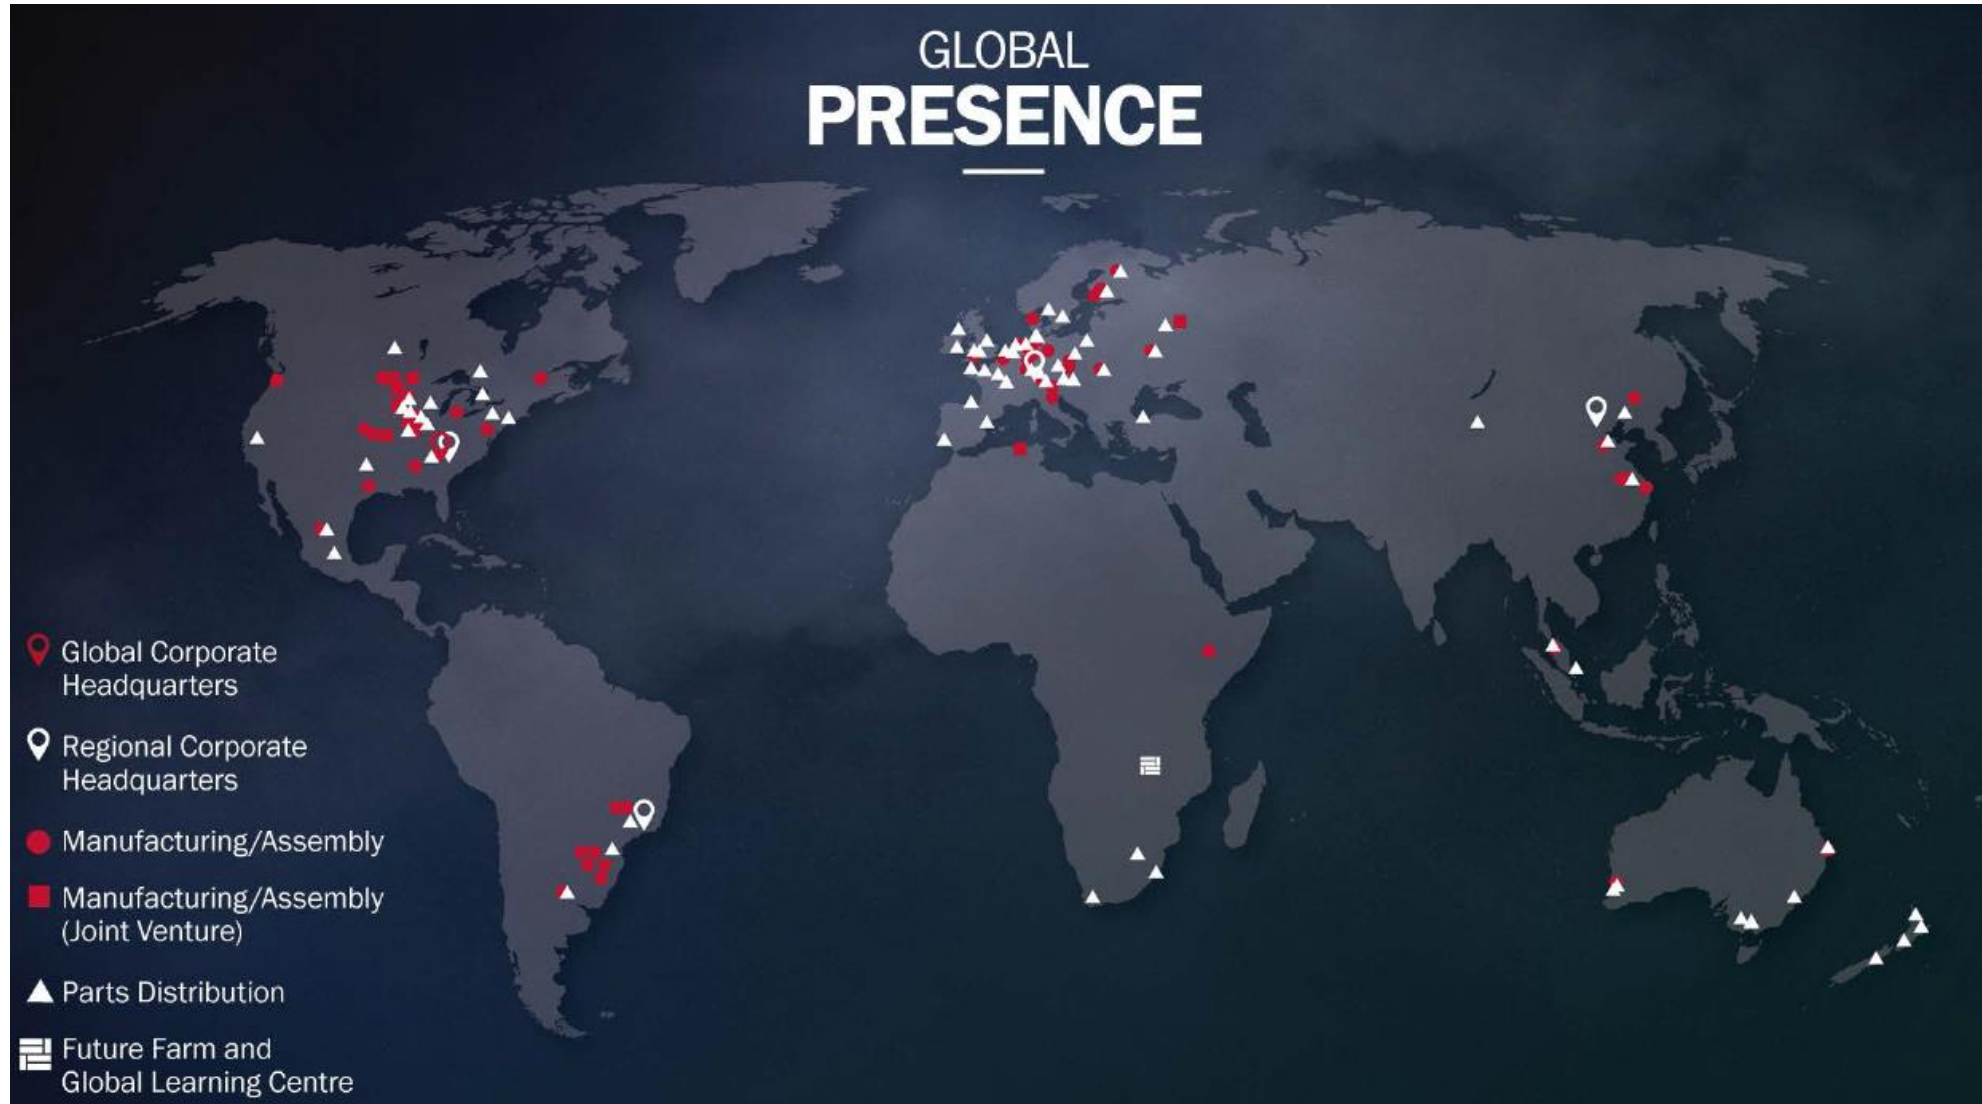 GLOBAL
PRESENCE
Global Corporate
Headquarters
Regional Corporate
Headquarters
Manufacturing/Assembly
Manufacturing/Assembly
(Joint Venture)
Parts Distribution
Future Farm and
Global Learning Centre